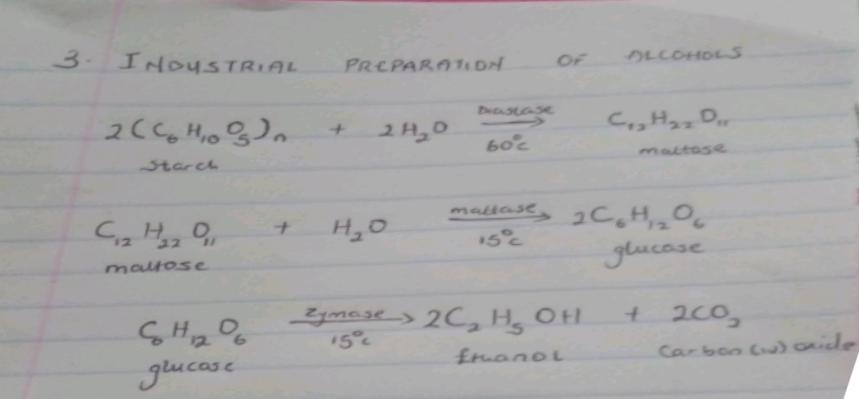 3. INDUSTRIAL PREPARATION OF ALCOHOLS
2(C₆H₁₀O₅)ₙ + 2H₂O —Diastase, 60°C→ C₁₂H₂₂O₁₁
starch maltose
C₁₂H₂₂O₁₁ + H₂O —maltase, 15°C→ 2C₆H₁₂O₆
maltose glucose
C₆H₁₂O₆ —Zymase, 15°C→ 2C₂H₅OH + 2CO₂
glucose Ethanol Carbon(iv) oxide